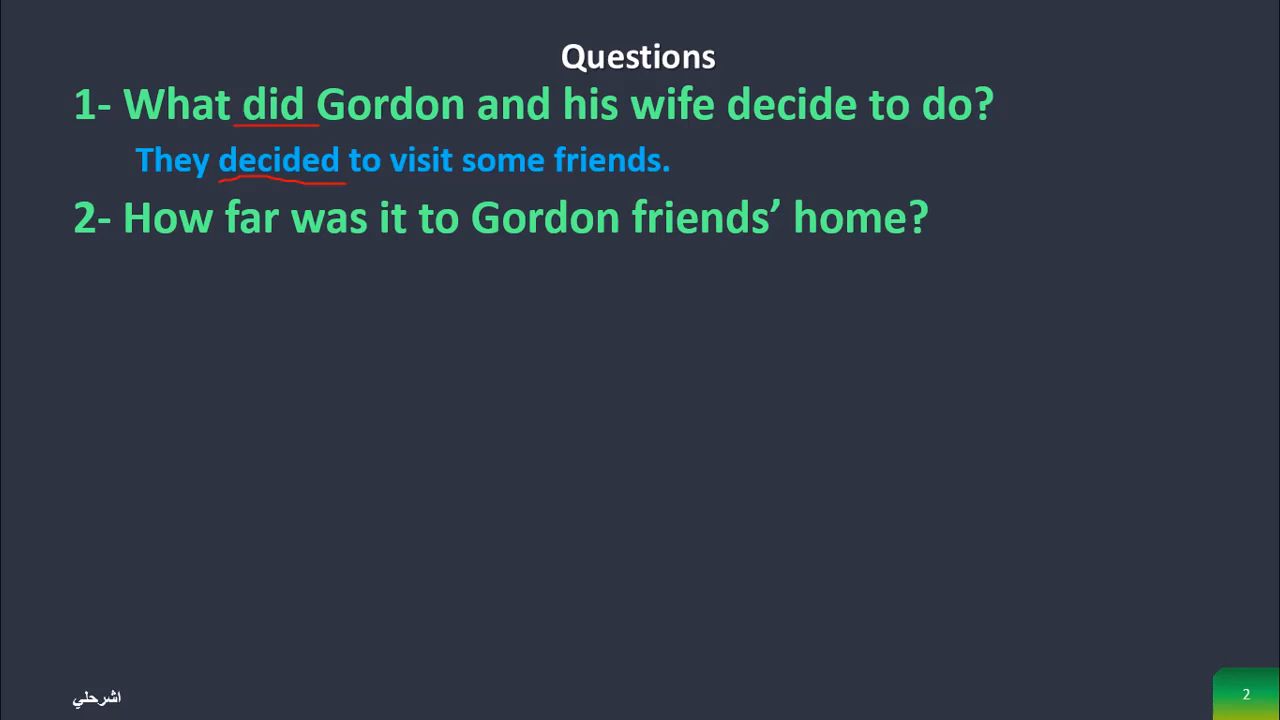 Questions
1- What did Gordon and his wife decide to do?
They decided to visit some friends.
2- How far was it to Gordon friends’ home?
اشرحلي
2